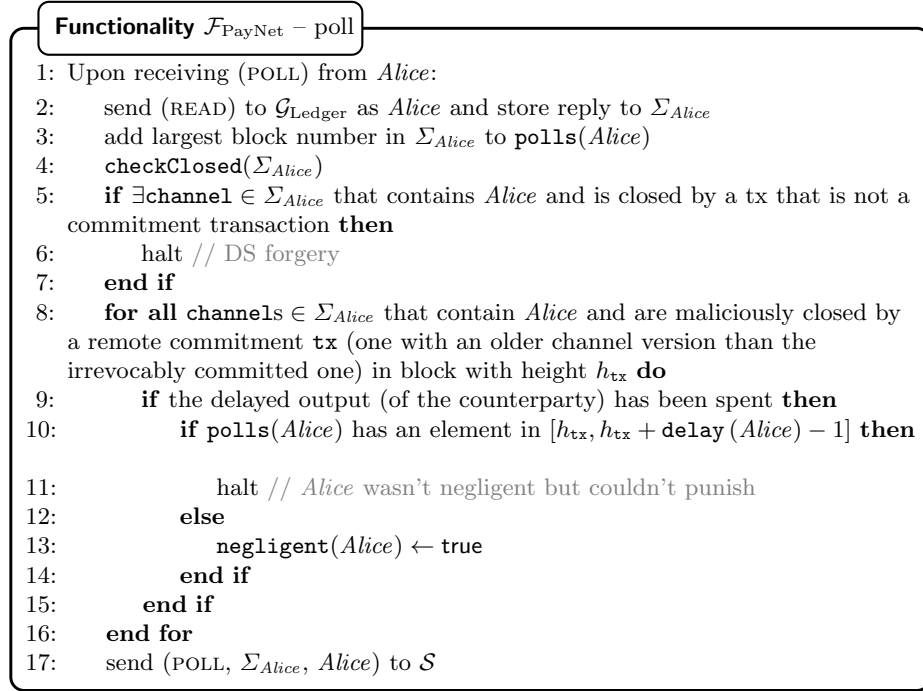 Functionality F_PayNet – poll
1: Upon receiving (POLL) from Alice:
2: send (READ) to G_Ledger as Alice and store reply to Σ_Alice
3: add largest block number in Σ_Alice to polls(Alice)
4: checkClosed(Σ_Alice)
5: if ∃channel ∈ Σ_Alice that contains Alice and is closed by a tx that is not a
commitment transaction then
6: halt // DS forgery
7: end if
8: for all channels ∈ Σ_Alice that contain Alice and are maliciously closed by
a remote commitment tx (one with an older channel version than the
irrevocably committed one) in block with height h_tx do
9: if the delayed output (of the counterparty) has been spent then
10: if polls(Alice) has an element in [h_tx, h_tx + delay (Alice) − 1] then
11: halt // Alice wasn't negligent but couldn't punish
12: else
13: negligent(Alice) ← true
14: end if
15: end if
16: end for
17: send (POLL, Σ_Alice, Alice) to S